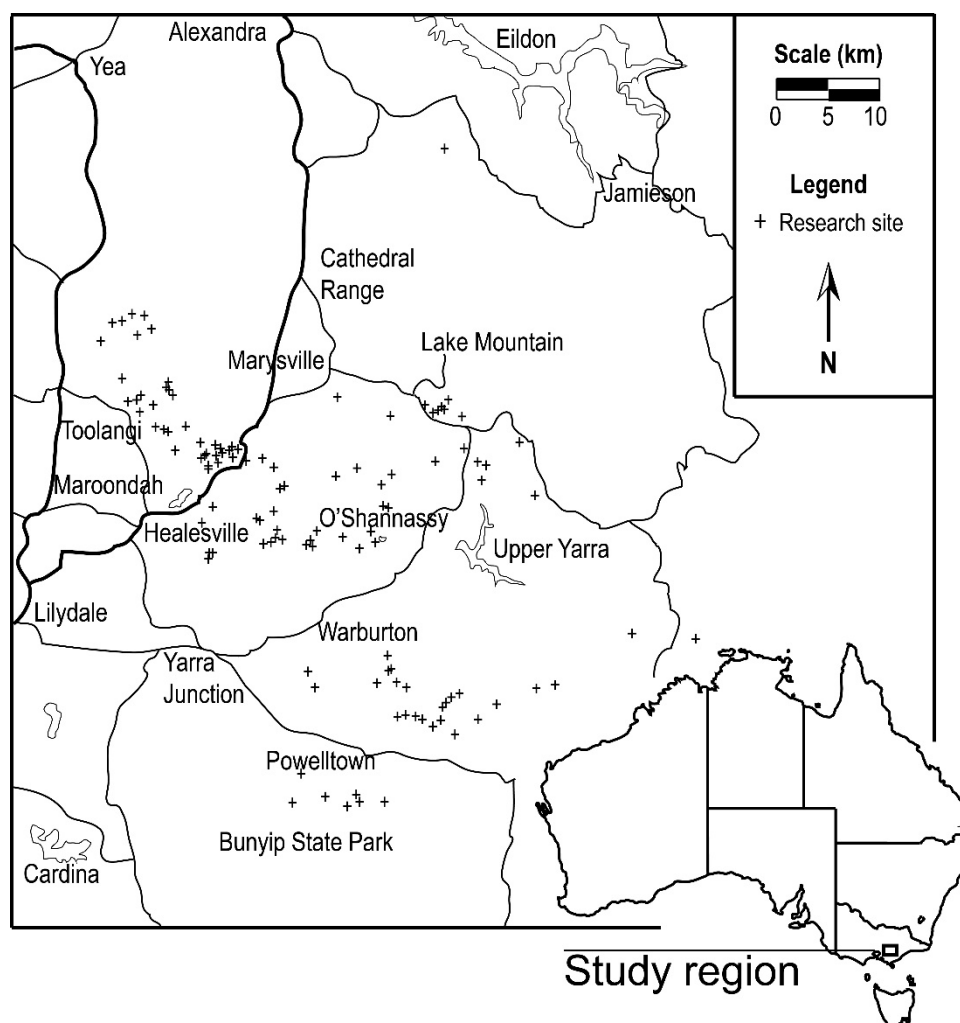 Alexandra
Eildon
Yea
Scale (km)
0 5 10
Jamieson
Legend
+ Research site
Cathedral
Range
N
Lake Mountain
Marysville
Toolangi
Maroondah
O'Shannassy
Healesville
Upper Yarra
Lilydale
Warburton
Yarra
Junction
Powelltown
Bunyip State Park
Cardina
Study region